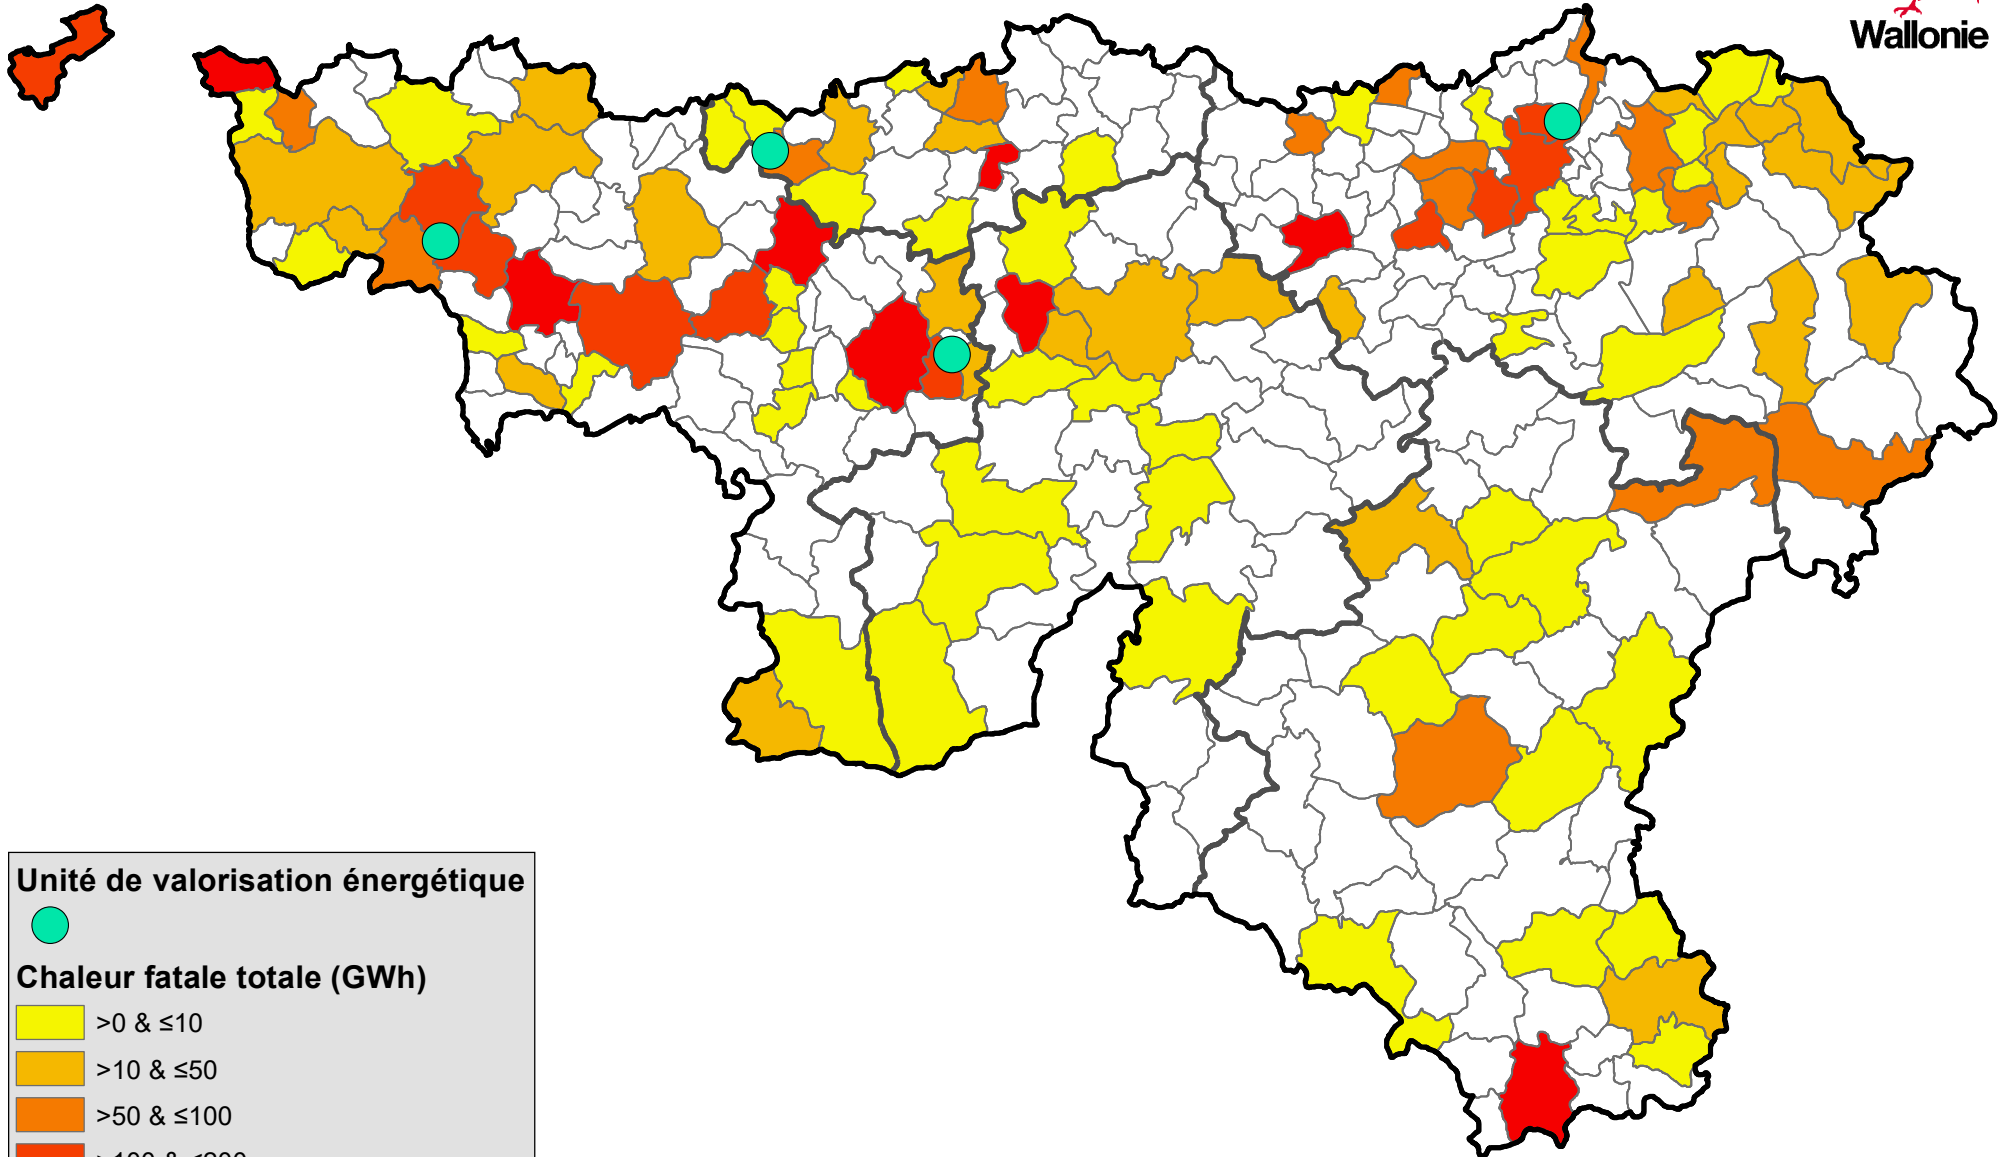 Wallonie
Unité de valorisation énergétique
Chaleur fatale totale (GWh)
>0 & ≤10
>10 & ≤50
>50 & ≤100